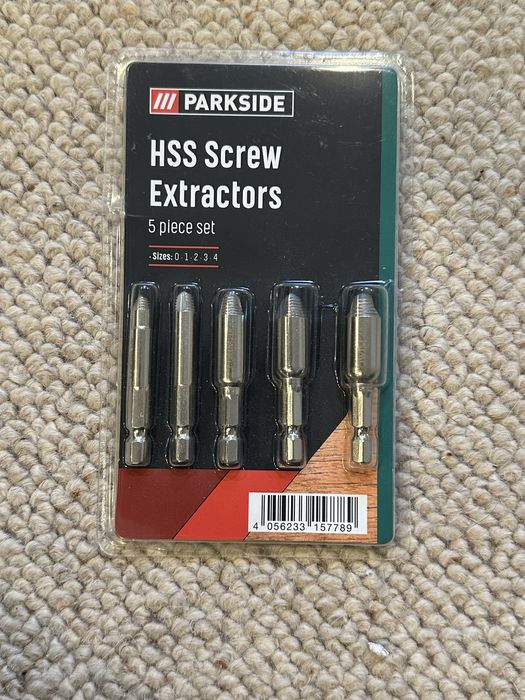 PARKSIDE
HSS Screw
Extractors
5 piece set
• Sizes: 0 • 1 • 2 • 3 • 4
4 056233 157789